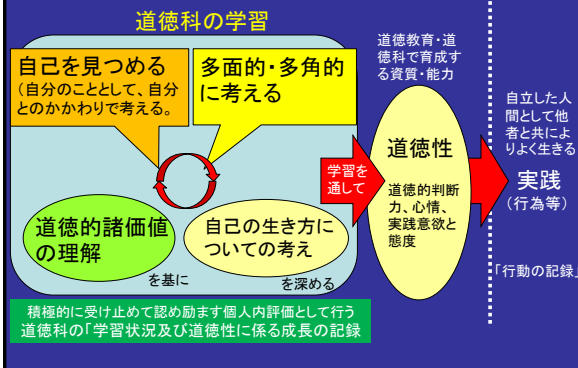 道徳科の学習
自己を見つめる
(自分のこととして、自分
とのかかわりで考える。
多面的・多角的
に考える
道徳的諸価値
の理解
を基に
自己の生き方に
ついての考え
を深める
積極的に受け止めて認め励ます個人内評価として行う
道徳科の「学習状況及び道徳性に係る成長の記録
学習を
通して
道徳教育・道
徳科で育成す
る資質・能力
道徳性
道徳的判断
力、心情、
実践意欲と
態度
自立した人
間として他
者と共によ
りよく生きる
実践
(行為等)
「行動の記録」